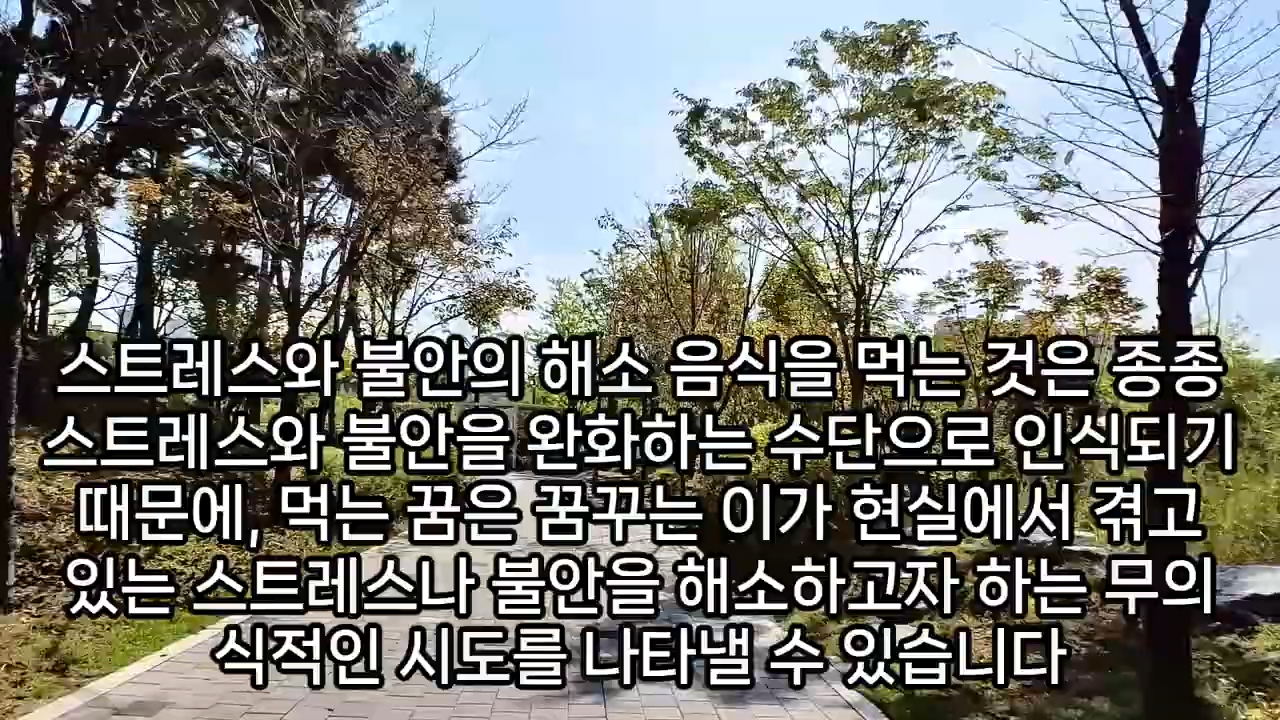 스트레스와 불안의 해소 음식을 먹는 것은 종종
스트레스와 불안을 완화하는 수단으로 인식되기
때문에, 먹는 꿈은 꿈꾸는 이가 현실에서 겪고
있는 스트레스나 불안을 해소하고자 하는 무의
식적인 시도를 나타낼 수 있습니다